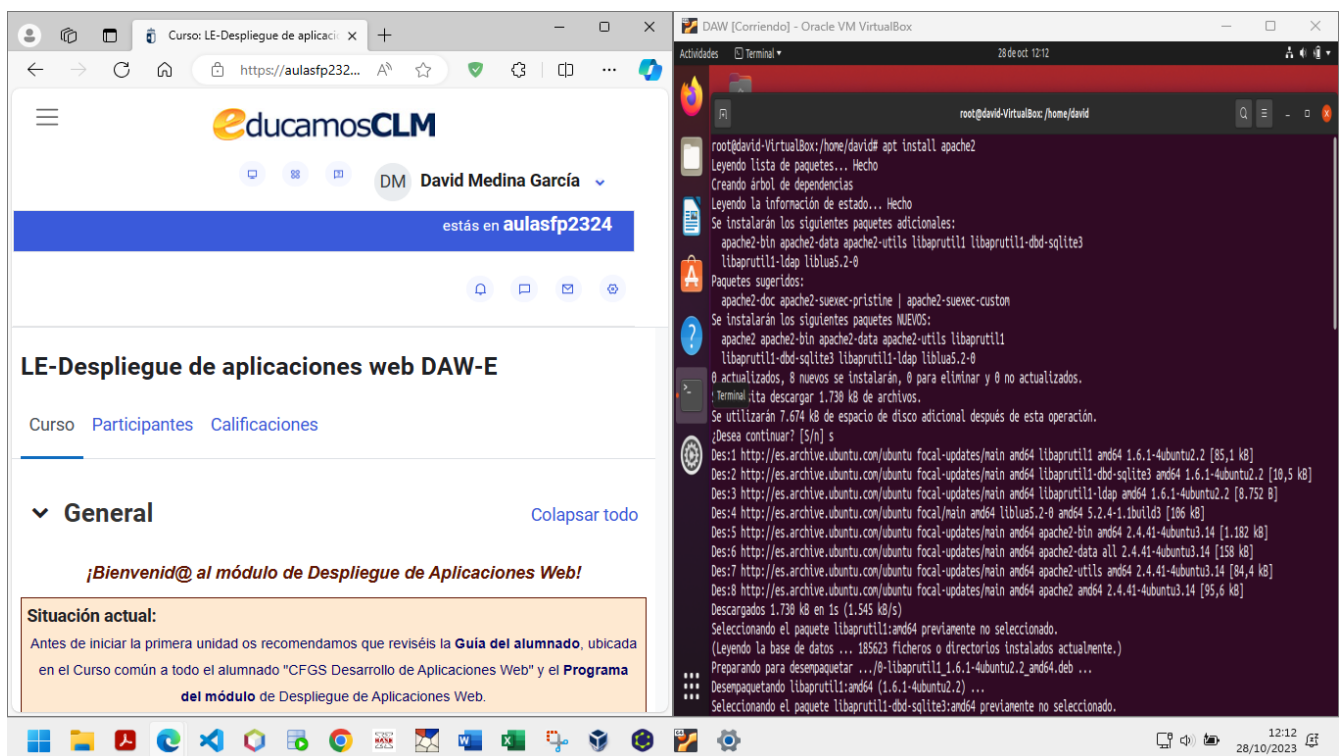 Curso: LE-Despliegue de aplicacic
https://aulasfp232...
educamosCLM
DM David Medina García
estás en aulasfp2324
LE-Despliegue de aplicaciones web DAW-E
Curso Participantes Calificaciones
General
Colapsar todo
¡Bienvenid@ al módulo de Despliegue de Aplicaciones Web!
Situación actual:
Antes de iniciar la primera unidad os recomendamos que reviséis la Guía del alumnado, ubicada
en el Curso común a todo el alumnado "CFGS Desarrollo de Aplicaciones Web" y el Programa
del módulo de Despliegue de Aplicaciones Web.
DAW [Corriendo] - Oracle VM VirtualBox
Actividades Terminal 28 de oct 12:12
root@david-VirtualBox: /home/david
root@david-VirtualBox:/home/david# apt install apache2
Leyendo lista de paquetes... Hecho
Creando árbol de dependencias
Leyendo la información de estado... Hecho
Se instalarán los siguientes paquetes adicionales:
apache2-bin apache2-data apache2-utils libaprutil1 libaprutil1-dbd-sqlite3
libaprutil1-ldap liblua5.2-0
Paquetes sugeridos:
apache2-doc apache2-suexec-pristine | apache2-suexec-custom
Se instalarán los siguientes paquetes NUEVOS:
apache2 apache2-bin apache2-data apache2-utils libaprutil1
libaprutil1-dbd-sqlite3 libaprutil1-ldap liblua5.2-0
0 actualizados, 8 nuevos se instalarán, 0 para eliminar y 0 no actualizados.
Terminal sita descargar 1.730 kB de archivos.
Se utilizarán 7.674 kB de espacio de disco adicional después de esta operación.
¿Desea continuar? [S/n] s
Des:1 http://es.archive.ubuntu.com/ubuntu focal-updates/main amd64 libaprutil1 amd64 1.6.1-4ubuntu2.2 [85,1 kB]
Des:2 http://es.archive.ubuntu.com/ubuntu focal-updates/main amd64 libaprutil1-dbd-sqlite3 amd64 1.6.1-4ubuntu2.2 [10,5 kB]
Des:3 http://es.archive.ubuntu.com/ubuntu focal-updates/main amd64 libaprutil1-ldap amd64 1.6.1-4ubuntu2.2 [8.752 B]
Des:4 http://es.archive.ubuntu.com/ubuntu focal/main amd64 liblua5.2-0 amd64 5.2.4-1.1build3 [106 kB]
Des:5 http://es.archive.ubuntu.com/ubuntu focal-updates/main amd64 apache2-bin amd64 2.4.41-4ubuntu3.14 [1.182 kB]
Des:6 http://es.archive.ubuntu.com/ubuntu focal-updates/main amd64 apache2-data all 2.4.41-4ubuntu3.14 [158 kB]
Des:7 http://es.archive.ubuntu.com/ubuntu focal-updates/main amd64 apache2-utils amd64 2.4.41-4ubuntu3.14 [84,4 kB]
Des:8 http://es.archive.ubuntu.com/ubuntu focal-updates/main amd64 apache2 amd64 2.4.41-4ubuntu3.14 [95,6 kB]
Descargados 1.730 kB en 1s (1.545 kB/s)
Seleccionando el paquete libaprutil1:amd64 previamente no seleccionado.
(Leyendo la base de datos ... 185623 ficheros o directorios instalados actualmente.)
Preparando para desempaquetar .../0-libaprutil1_1.6.1-4ubuntu2.2_amd64.deb ...
Desempaquetando libaprutil1:amd64 (1.6.1-4ubuntu2.2) ...
Seleccionando el paquete libaprutil1-dbd-sqlite3:amd64 previamente no seleccionado.
12:12
28/10/2023